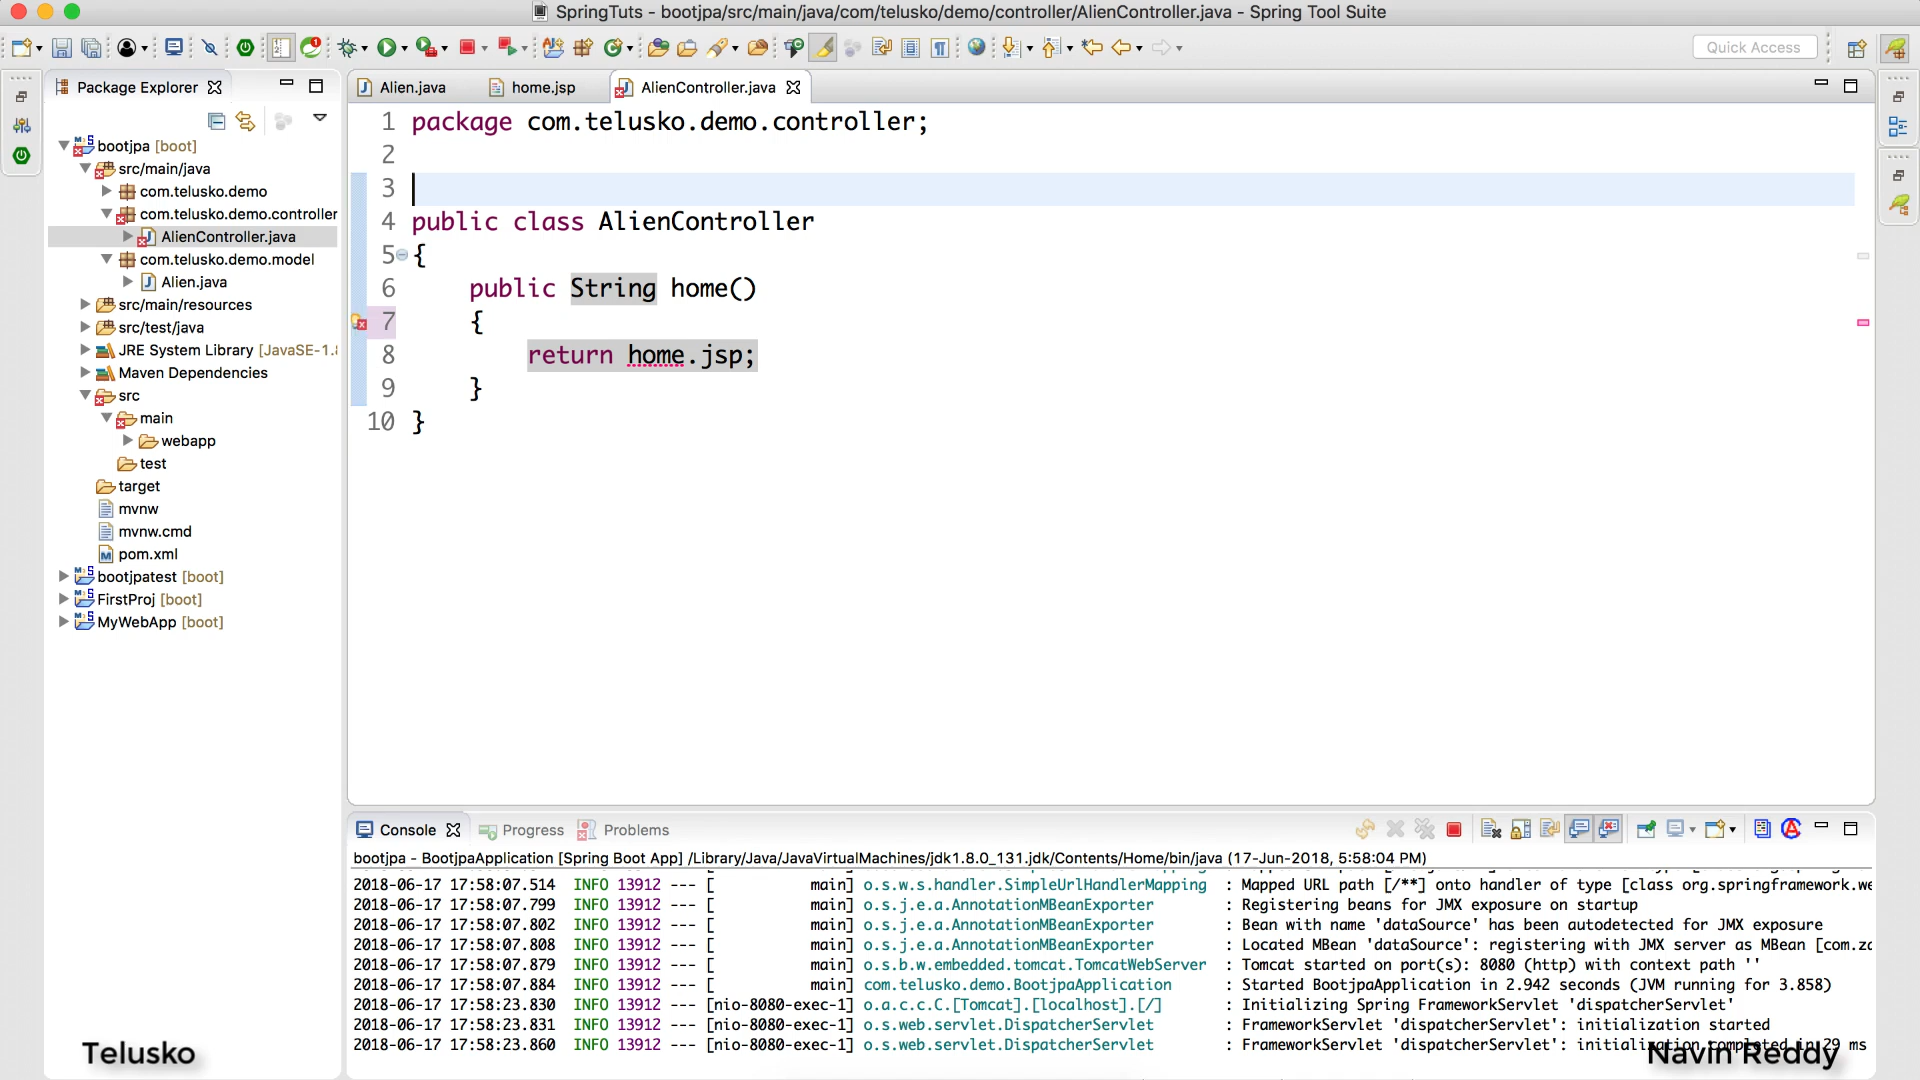 SpringTuts - bootjpa/src/main/java/com/telusko/demo/controller/AlienController.java - Spring Tool Suite
Quick Access
Package Explorer
Alien.java
home.jsp
AlienController.java
bootjpa [boot]
src/main/java
com.telusko.demo
com.telusko.demo.controller
AlienController.java
com.telusko.demo.model
Alien.java
src/main/resources
src/test/java
JRE System Library [JavaSE-1.8
Maven Dependencies
src
main
webapp
test
target
mvnw
mvnw.cmd
pom.xml
bootjpatest [boot]
FirstProj [boot]
MyWebApp [boot]
1 package com.telusko.demo.controller;
2
3
4 public class AlienController
5 {
6 public String home()
7 {
8 return home.jsp;
9 }
10 }
Console
Progress
Problems
bootjpa - BootjpaApplication [Spring Boot App] /Library/Java/JavaVirtualMachines/jdk1.8.0_131.jdk/Contents/Home/bin/java (17-Jun-2018, 5:58:04 PM)
2018-06-17 17:58:07.514 INFO 13912 --- [ main] o.s.w.s.handler.SimpleUrlHandlerMapping : Mapped URL path [/**] onto handler of type [class org.springframework.we
2018-06-17 17:58:07.799 INFO 13912 --- [ main] o.s.j.e.a.AnnotationMBeanExporter : Registering beans for JMX exposure on startup
2018-06-17 17:58:07.802 INFO 13912 --- [ main] o.s.j.e.a.AnnotationMBeanExporter : Bean with name 'dataSource' has been autodetected for JMX exposure
2018-06-17 17:58:07.808 INFO 13912 --- [ main] o.s.j.e.a.AnnotationMBeanExporter : Located MBean 'dataSource': registering with JMX server as MBean [com.za
2018-06-17 17:58:07.879 INFO 13912 --- [ main] o.s.b.w.embedded.tomcat.TomcatWebServer : Tomcat started on port(s): 8080 (http) with context path ''
2018-06-17 17:58:07.884 INFO 13912 --- [ main] com.telusko.demo.BootjpaApplication : Started BootjpaApplication in 2.942 seconds (JVM running for 3.858)
2018-06-17 17:58:23.830 INFO 13912 --- [nio-8080-exec-1] o.a.c.c.C.[Tomcat].[localhost].[/] : Initializing Spring FrameworkServlet 'dispatcherServlet'
2018-06-17 17:58:23.831 INFO 13912 --- [nio-8080-exec-1] o.s.web.servlet.DispatcherServlet : FrameworkServlet 'dispatcherServlet': initialization started
2018-06-17 17:58:23.860 INFO 13912 --- [nio-8080-exec-1] o.s.web.servlet.DispatcherServlet : FrameworkServlet 'dispatcherServlet': initialization completed in 29 ms
Telusko
Navin Reddy